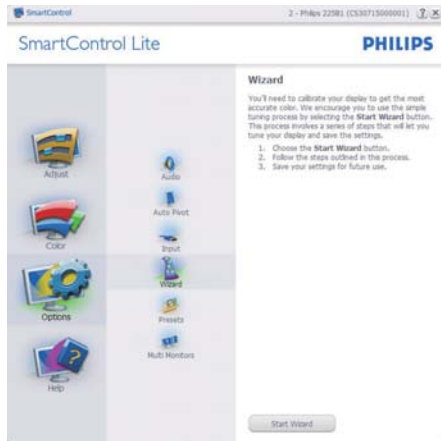 SmartControl
2 - Philips 225B1 (CS30715000001)
SmartControl Lite
PHILIPS
Adjust
Color
Options
Help
Audio
Auto Pivot
Input
Wizard
Presets
Multi Monitors
Wizard
You'll need to calibrate your display to get the most
accurate color. We encourage you to use the simple
tuning process by selecting the Start Wizard button.
This process involves a series of steps that will let you
tune your display and save the settings.
1. Choose the Start Wizard button.
2. Follow the steps outlined in this process.
3. Save your settings for future use.
Start Wizard